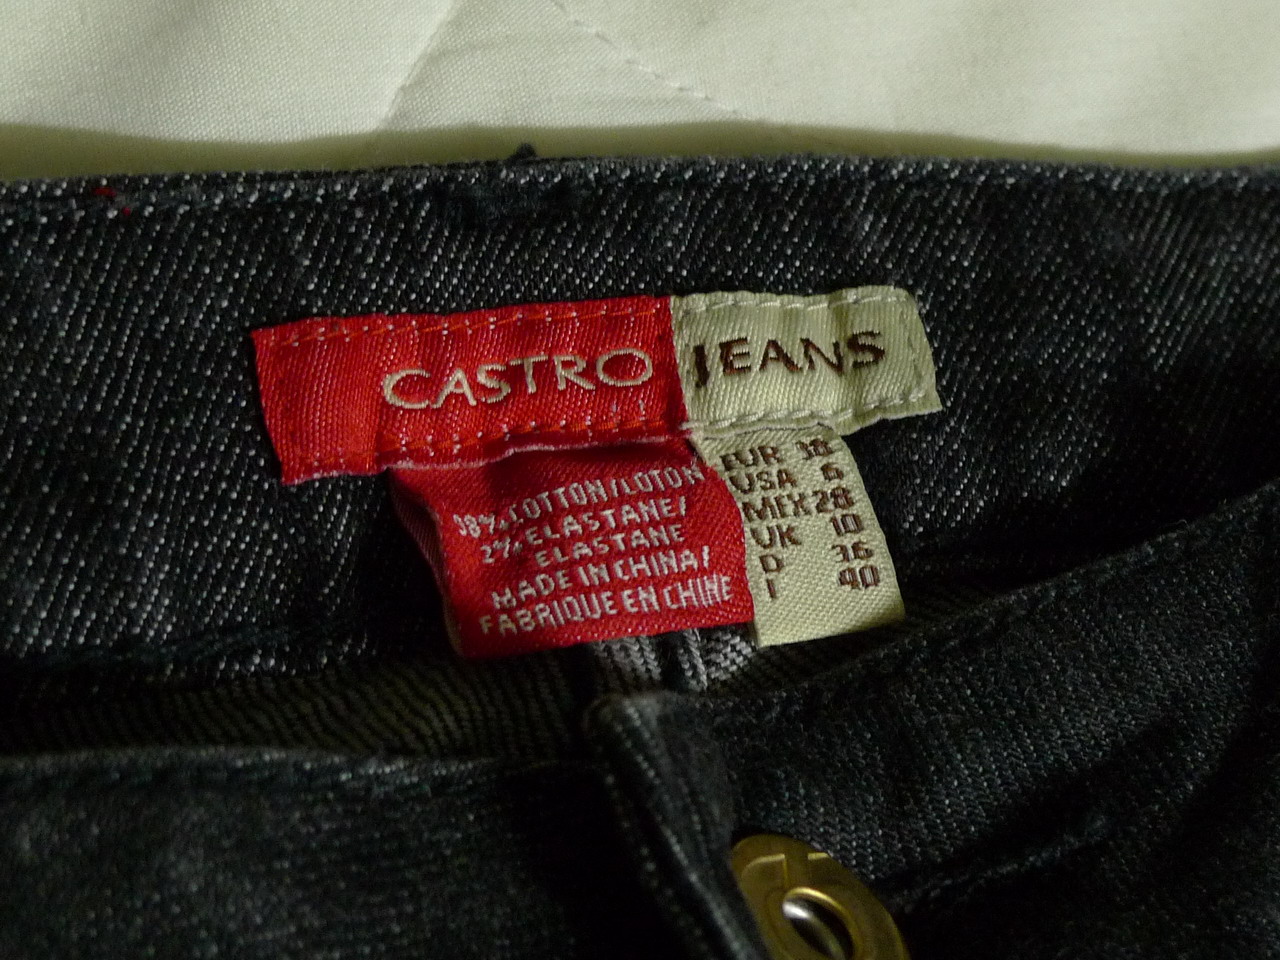 CASTRO JEANS
98% COTTON/COTON
2% ELASTANE/
ELASTANE
MADE IN CHINA/
FABRIQUE EN CHINE
EUR 38
USA 6
MEX 28
UK 10
D 36
I 40